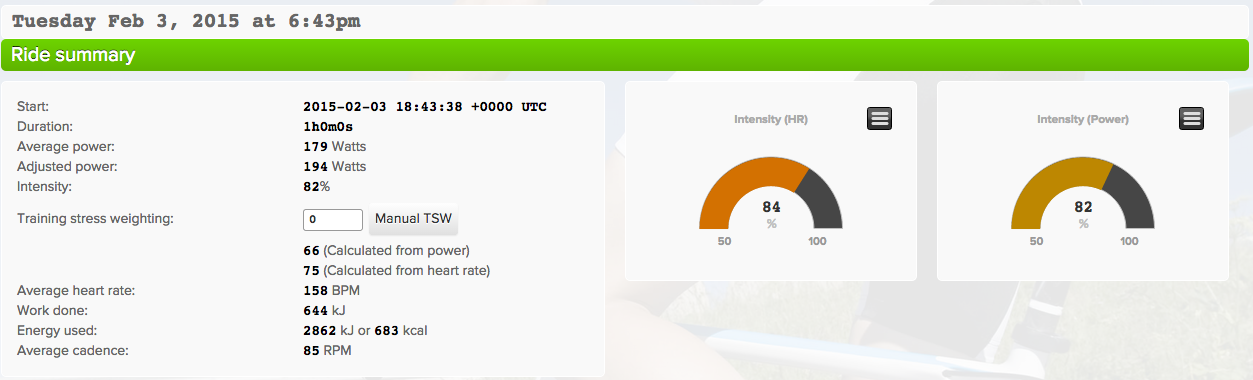 Tuesday Feb 3, 2015 at 6:43pm
Ride summary
Start: 2015-02-03 18:43:38 +0000 UTC
Duration: 1h0m0s
Average power: 179 Watts
Adjusted power: 194 Watts
Intensity: 82%
Training stress weighting: 0 Manual TSW
66 (Calculated from power)
75 (Calculated from heart rate)
Average heart rate: 158 BPM
Work done: 644 kJ
Energy used: 2862 kJ or 683 kcal
Average cadence: 85 RPM
Intensity (HR)
84
%
50 100
Intensity (Power)
82
%
50 100